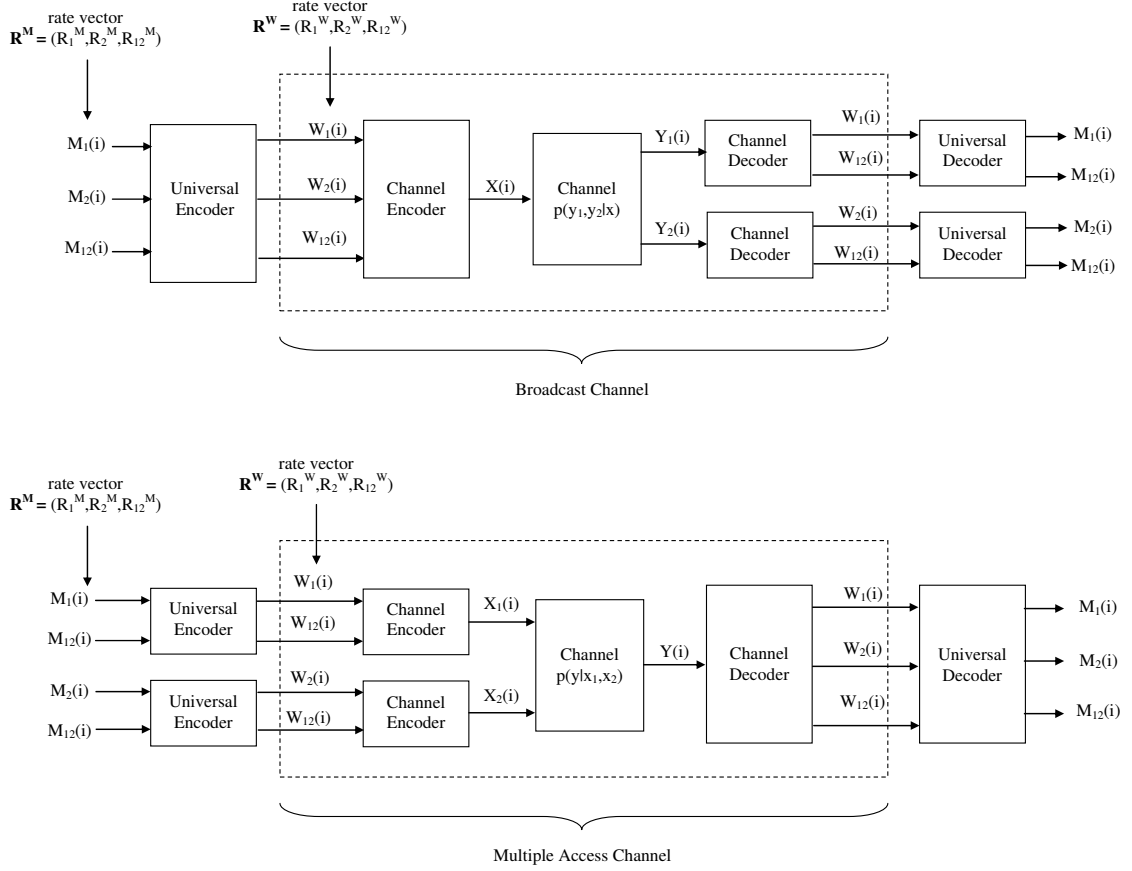 rate vector
R^M = (R₁^M,R₂^M,R₁₂^M)
rate vector
R^W = (R₁^W,R₂^W,R₁₂^W)
M₁(i)
M₂(i)
M₁₂(i)
Universal
Encoder
W₁(i)
W₂(i)
W₁₂(i)
Channel
Encoder
X(i)
Channel
p(y₁,y₂|x)
Y₁(i)
Y₂(i)
Channel
Decoder
Channel
Decoder
W₁(i)
W₁₂(i)
W₂(i)
W₁₂(i)
Universal
Decoder
Universal
Decoder
M₁(i)
M₁₂(i)
M₂(i)
M₁₂(i)
Broadcast Channel
rate vector
R^M = (R₁^M,R₂^M,R₁₂^M)
rate vector
R^W = (R₁^W,R₂^W,R₁₂^W)
M₁(i)
M₁₂(i)
M₂(i)
M₁₂(i)
Universal
Encoder
Universal
Encoder
W₁(i)
W₁₂(i)
W₂(i)
W₁₂(i)
Channel
Encoder
Channel
Encoder
X₁(i)
X₂(i)
Channel
p(y|x₁,x₂)
Y(i)
Channel
Decoder
W₁(i)
W₂(i)
W₁₂(i)
Universal
Decoder
M₁(i)
M₂(i)
M₁₂(i)
Multiple Access Channel